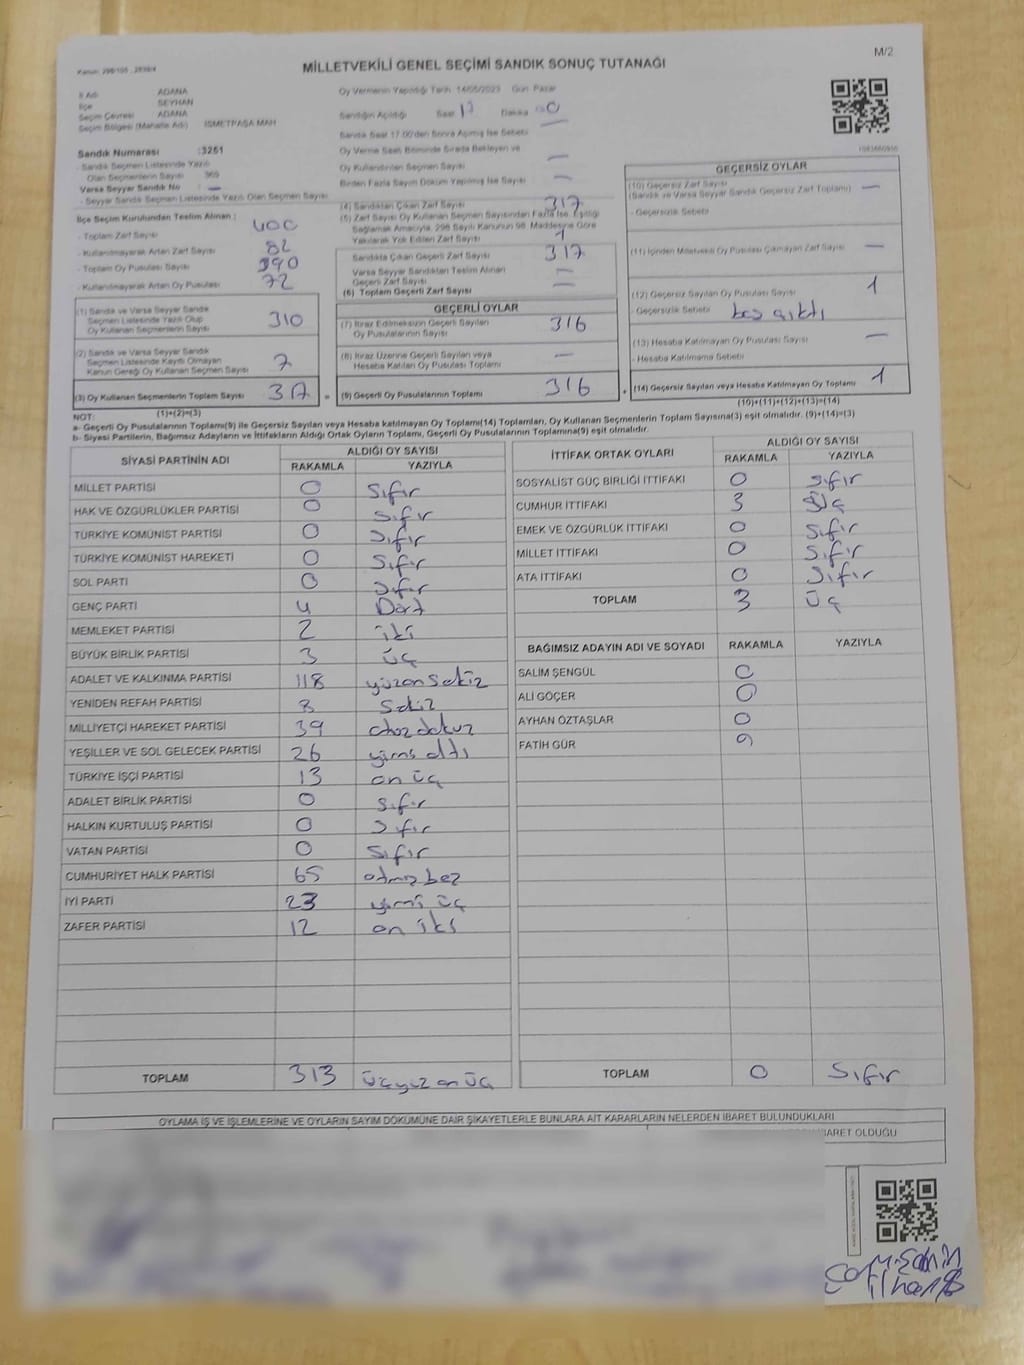 M/2
Kanun: 298/105 , 2839/4
MİLLETVEKİLİ GENEL SEÇİMİ SANDIK SONUÇ TUTANAĞI
İl Adı ADANA
İlçe SEYHAN
Seçim Çevresi ADANA
Seçim Bölgesi (Mahalle Adı) İSMETPAŞA MAH
Sandık Numarası :3251
- Sandık Seçmen Listesinde Yazılı
Olan Seçmenlerin Sayısı 369
Varsa Seyyar Sandık No : —
- Seyyar Sandık Seçmen Listesinde Yazılı Olan Seçmen Sayısı
İlçe Seçim Kurulundan Teslim Alınan :
- Toplam Zarf Sayısı 400
- Kullanılmayarak Artan Zarf Sayısı 82
- Toplam Oy Pusulası Sayısı 390
- Kullanılmayarak Artan Oy Pusulası 72
(1) Sandık ve Varsa Seyyar Sandık
Seçmen Listesinde Yazılı Olup
Oy Kullanan Seçmenlerin Sayısı 310
(2) Sandık ve Varsa Seyyar Sandık
Seçmen Listesinde Kayıtlı Olmayan
Kanun Gereği Oy Kullanan Seçmen Sayısı 7
(3) Oy Kullanan Seçmenlerin Toplam Sayısı 317
(1)+(2)=(3)
Oy Vermenin Yapıldığı Tarih 14/05/2023 Gün Pazar
Sandığın Açıldığı Saat 17 Dakika 00
Sandık Saat 17:00'den Sonra Açılmış İse Sebebi —
Oy Verme Saati Bitiminde Sırada Bekleyen ve
Oy Kullandırılan Seçmen Sayısı —
Birden Fazla Sayım Döküm Yapılmış İse Sayısı —
(4) Sandıktan Çıkan Zarf Sayısı 317
(5) Zarf Sayısı Oy Kullanan Seçmen Sayısından Fazla İse, Eşitliği
Sağlamak Amacıyla, 298 Sayılı Kanunun 98. Maddesine Göre
Yakılarak Yok Edilen Zarf Sayısı
Sandıkta Çıkan Geçerli Zarf Sayısı 317
Varsa Seyyar Sandıktan Teslim Alınan
Geçerli Zarf Sayısı —
(6) Toplam Geçerli Zarf Sayısı —
GEÇERLİ OYLAR
(7) İtiraz Edilmeksizin Geçerli Sayılan
Oy Pusulalarının Sayısı 316
(8) İtiraz Üzerine Geçerli Sayılan veya
Hesaba Katılan Oy Pusulası Toplamı —
(9) Geçerli Oy Pusulalarının Toplamı 316
1083660936
GEÇERSİZ OYLAR
(10) Geçersiz Zarf Sayısı —
(Sandık ve Varsa Seyyar Sandık Geçersiz Zarf Toplamı)
- Geçersizlik Sebebi
(11) İçinden Milletvekili Oy Pusulası Çıkmayan Zarf Sayısı —
(12) Geçersiz Sayılan Oy Pusulası Sayısı 1
- Geçersizlik Sebebi boş çıktı
(13) Hesaba Katılmayan Oy Pusulası Sayısı —
- Hesaba Katılmama Sebebi
(14) Geçersiz Sayılan veya Hesaba Katılmayan Oy Toplamı 1
(10)+(11)+(12)+(13)=(14)
NOT:
a- Geçerli Oy Pusulalarının Toplamı(9) ile Geçersiz Sayılan veya Hesaba Katılmayan Oy Toplamı(14) Toplamları, Oy Kullanan Seçmenlerin Toplam Sayısına(3) eşit olmalıdır. (9)+(14)=(3)
b- Siyasi Partilerin, Bağımsız Adayların ve İttifakların Aldığı Ortak Oyların Toplamı, Geçerli Oy Pusulalarının Toplamına(9) eşit olmalıdır.
SİYASİ PARTİNİN ADI ALDIĞI OY SAYISI
RAKAMLA YAZIYLA
MİLLET PARTİSİ 0 Sıfır
HAK VE ÖZGÜRLÜKLER PARTİSİ 0 Sıfır
TÜRKİYE KOMÜNİST PARTİSİ 0 Sıfır
TÜRKİYE KOMÜNİST HAREKETİ 0 Sıfır
SOL PARTİ 0 Sıfır
GENÇ PARTİ 4 Dört
MEMLEKET PARTİSİ 2 iki
BÜYÜK BİRLİK PARTİSİ 3 üç
ADALET VE KALKINMA PARTİSİ 118 yüzonsekiz
YENİDEN REFAH PARTİSİ 8 Sekiz
MİLLİYETÇİ HAREKET PARTİSİ 39 otuz dokuz
YEŞİLLER VE SOL GELECEK PARTİSİ 26 yirmi altı
TÜRKİYE İŞÇİ PARTİSİ 13 on üç
ADALET BİRLİK PARTİSİ 0 Sıfır
HALKIN KURTULUŞ PARTİSİ 0 Sıfır
VATAN PARTİSİ 0 Sıfır
CUMHURİYET HALK PARTİSİ 65 atmış beş
İYİ PARTİ 23 yirmi üç
ZAFER PARTİSİ 12 on iki
TOPLAM 313 üçyüz on üç
İTTİFAK ORTAK OYLARI ALDIĞI OY SAYISI
RAKAMLA YAZIYLA
SOSYALİST GÜÇ BİRLİĞİ İTTİFAKI 0 Sıfır
CUMHUR İTTİFAKI 3 Üç
EMEK VE ÖZGÜRLÜK İTTİFAKI 0 Sıfır
MİLLET İTTİFAKI 0 Sıfır
ATA İTTİFAKI 0 Sıfır
TOPLAM 3 üç
BAĞIMSIZ ADAYIN ADI VE SOYADI RAKAMLA YAZIYLA
SALİM ŞENGÜL 0
ALİ GÖÇER 0
AYHAN ÖZTAŞLAR 0
FATİH GÜR 0
TOPLAM 0 Sıfır
OYLAMA İŞ VE İŞLEMLERİNE VE OYLARIN SAYIM DÖKÜMÜNE DAİR ŞİKAYETLERLE BUNLARA AİT KARARLARIN NELERDEN İBARET BULUNDUKLARI
İBARET OLDUĞU